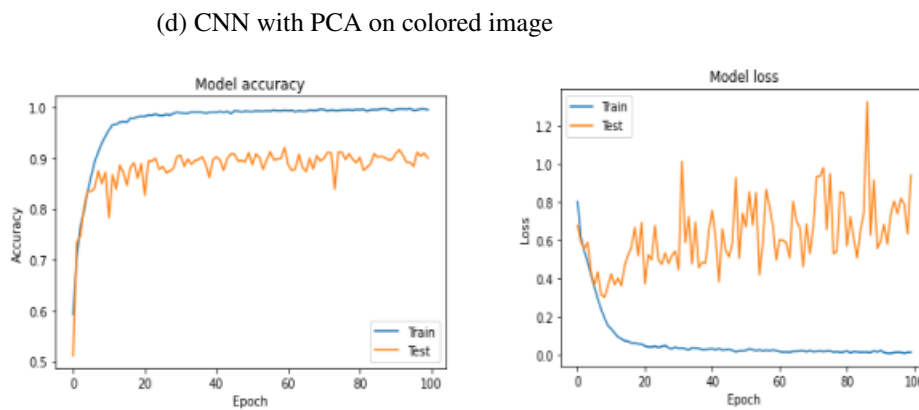 (d) CNN with PCA on colored image
Model accuracy
1.0
0.9
0.8
0.7
0.6
0.5
Accuracy
0
20
40
60
80
100
Epoch
Train
Test
Model loss
1.2
1.0
0.8
0.6
0.4
0.2
0.0
Loss
0
20
40
60
80
100
Epoch
Train
Test